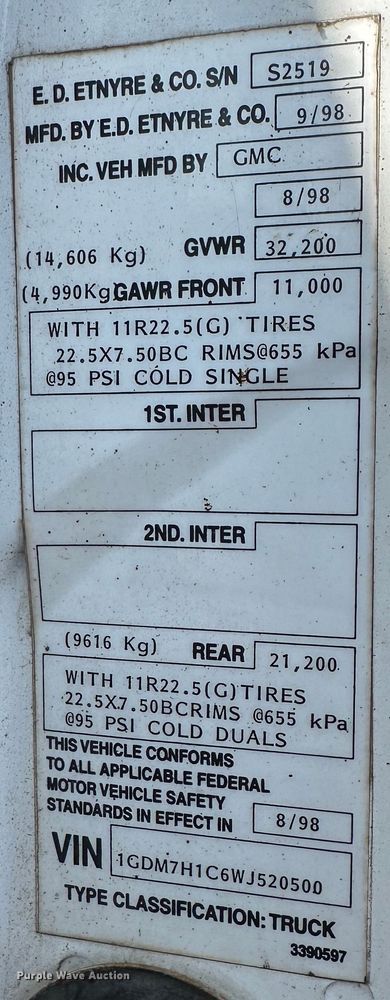 E. D. ETNYRE & CO. S/N S2519
MFD. BY E.D. ETNYRE & CO. 9/98
INC. VEH MFD BY GMC
8/98
(14,606 Kg) GVWR 32,200
(4,990Kg) GAWR FRONT 11,000
WITH 11R22.5(G) TIRES
22.5X7.50BC RIMS@655 kPa
@95 PSI COLD SINGLE
1ST. INTER
2ND. INTER
(9616 Kg) REAR 21,200
WITH 11R22.5(G)TIRES
22.5X7.50BCRIMS @655 kPa
@95 PSI COLD DUALS
THIS VEHICLE CONFORMS
TO ALL APPLICABLE FEDERAL
MOTOR VEHICLE SAFETY
STANDARDS IN EFFECT IN 8/98
VIN 1GDM7H1C6WJ520500
TYPE CLASSIFICATION: TRUCK
3390597
Purple Wave Auction